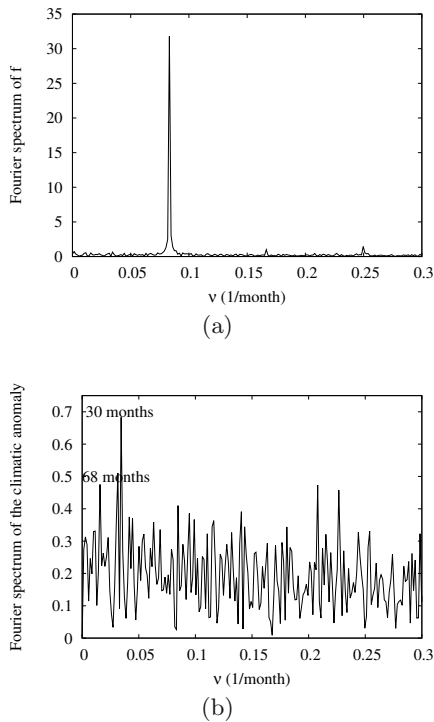 35
30
25
20
15
10
5
0
Fourier spectrum of f
0 0.05 0.1 0.15 0.2 0.25 0.3
ν (1/month)
(a)
0.7
0.6
0.5
0.4
0.3
0.2
0.1
0
Fourier spectrum of the climatic anomaly
30 months
68 months
0 0.05 0.1 0.15 0.2 0.25 0.3
ν (1/month)
(b)